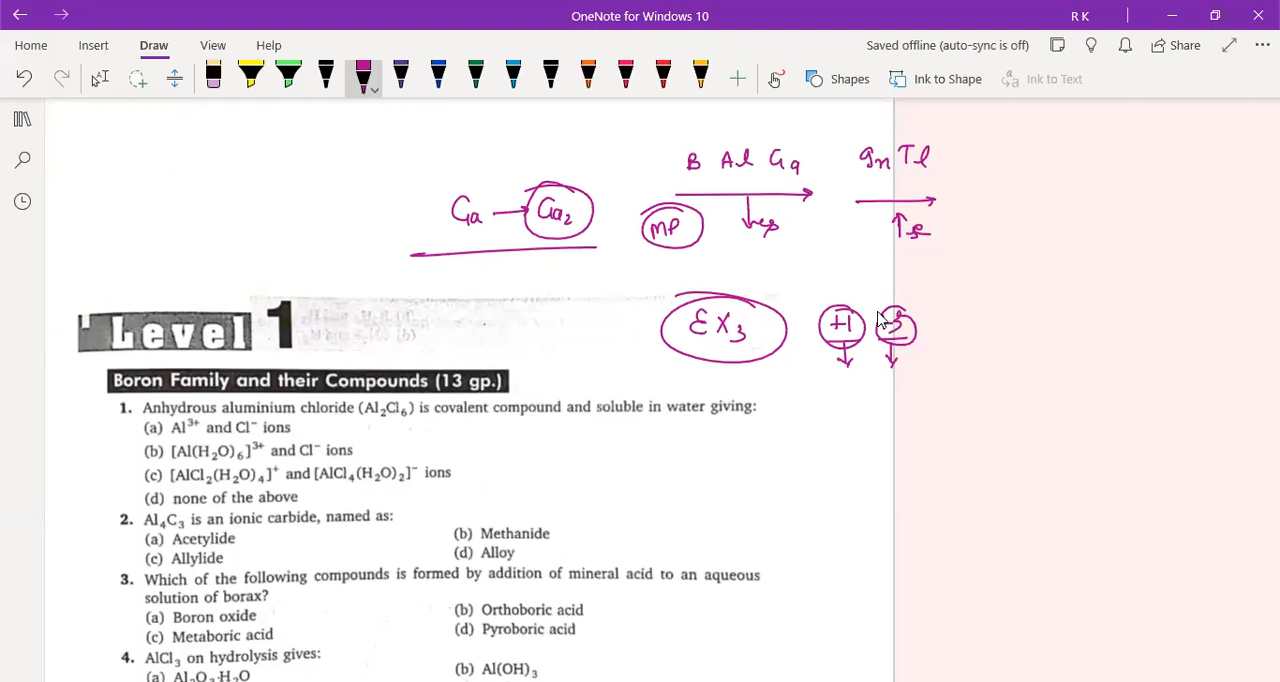 OneNote for Windows 10
R K
Home Insert Draw View Help
Saved offline (auto-sync is off) Share
Shapes Ink to Shape Ink to Text
B Al Ga In Tl
Ga → Ga₂
MP
EX₃ +1
Level 1
Boron Family and their Compounds (13 gp.)
1. Anhydrous aluminium chloride (Al₂Cl₆) is covalent compound and soluble in water giving:
(a) Al³⁺ and Cl⁻ ions
(b) [Al(H₂O)₆]³⁺ and Cl⁻ ions
(c) [AlCl₂(H₂O)₄]⁺ and [AlCl₄(H₂O)₂]⁻ ions
(d) none of the above
2. Al₄C₃ is an ionic carbide, named as:
(a) Acetylide (b) Methanide
(c) Allylide (d) Alloy
3. Which of the following compounds is formed by addition of mineral acid to an aqueous
solution of borax?
(a) Boron oxide (b) Orthoboric acid
(c) Metaboric acid (d) Pyroboric acid
4. AlCl₃ on hydrolysis gives:
(a) Al₂O₃·H₂O (b) Al(OH)₃